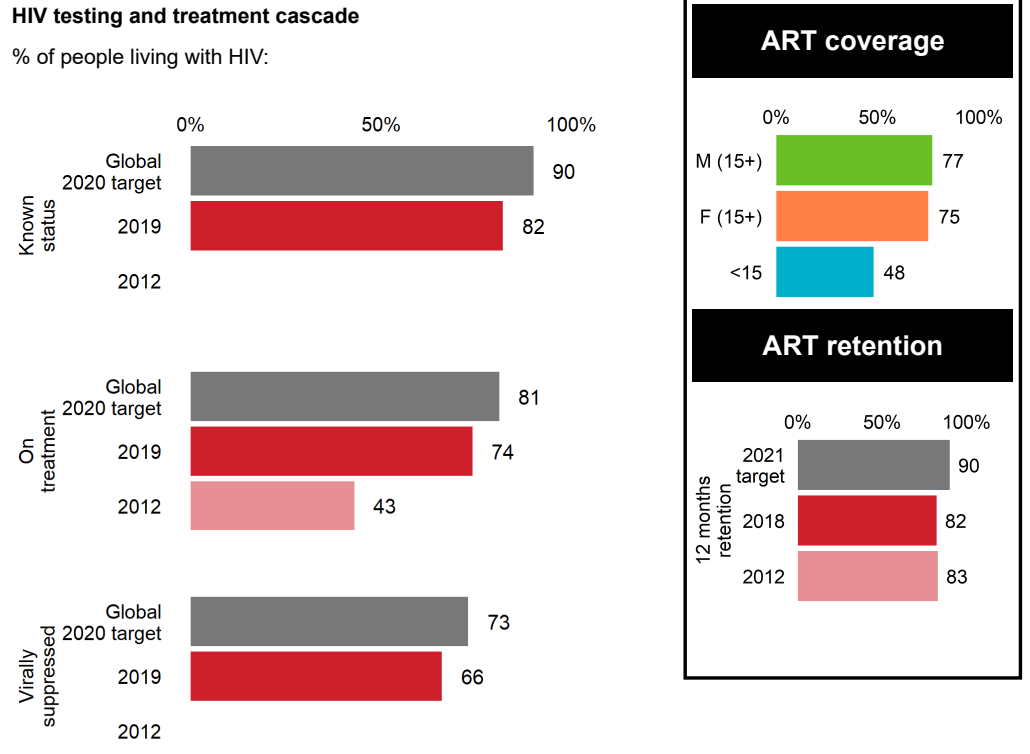 HIV testing and treatment cascade
% of people living with HIV:
0% 50% 100%
Known
status
Global
2020 target 90
2019 82
2012
On
treatment
Global
2020 target 81
2019 74
2012 43
Virally
suppressed
Global
2020 target 73
2019 66
2012
ART coverage
0% 50% 100%
M (15+) 77
F (15+) 75
<15 48
ART retention
0% 50% 100%
12 months
retention
2021
target 90
2018 82
2012 83